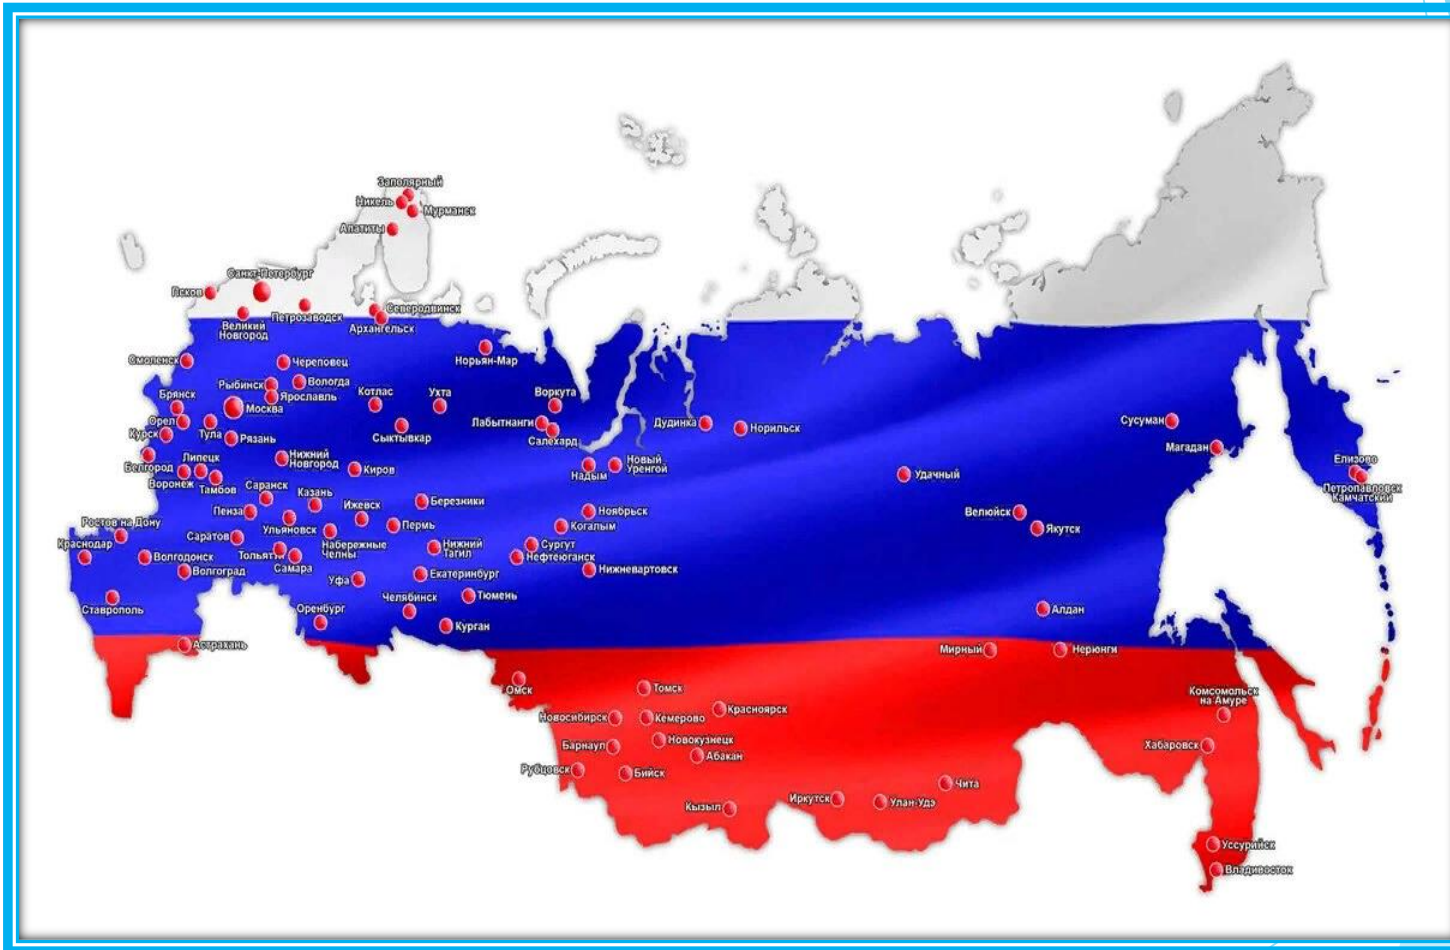 Заполярный
Никель
Мурманск
Апатиты
Санкт-Петербург
Псков
Северодвинск
Петрозаводск
Великий
Новгород
Архангельск
Смоленск
Череповец
Норьян-Мар
Рыбинск
Вологда
Ярославль
Брянск
Москва
Котлас
Ухта
Воркута
Орел
Тула
Лабытнанги
Дудинка
Норильск
Сусуман
Курск
Рязань
Сыктывкар
Салехард
Магадан
Белгород
Липецк
Нижний
Новгород
Киров
Надым
Новый
Уренгой
Удачный
Елизово
Воронеж
Тамбов
Саранск
Казань
Ижевск
Березники
Петропавловск
Камчатский
Пенза
Ульяновск
Пермь
Ноябрьск
Велюйск
Ростов на Дону
Когалым
Якутск
Саратов
Набережные
Челны
Краснодар
Волгодонск
Тольятти
Самара
Нижний
Тагил
Сургут
Нефтеюганск
Волгоград
Уфа
Екатеринбург
Нижневартовск
Ставрополь
Оренбург
Челябинск
Тюмень
Алдан
Курган
Астрахань
Мирный
Нерюнги
Омск
Томск
Комсомольск
на Амуре
Новосибирск
Кемерово
Красноярск
Барнаул
Новокузнецк
Хабаровск
Абакан
Рубцовск
Бийск
Чита
Кызыл
Иркутск
Улан-Удэ
Уссурийск
Владивосток